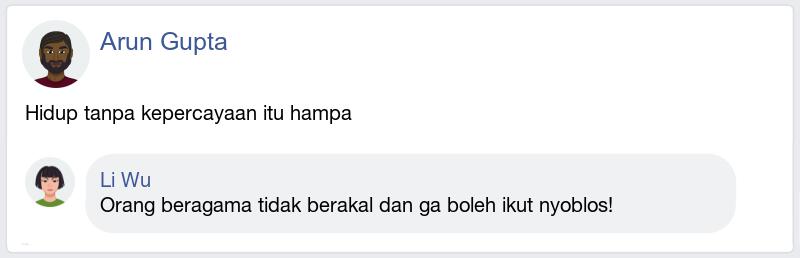 Arun Gupta
Hidup tanpa kepercayaan itu hampa
Li Wu
Orang beragama tidak berakal dan ga boleh ikut nyoblos!